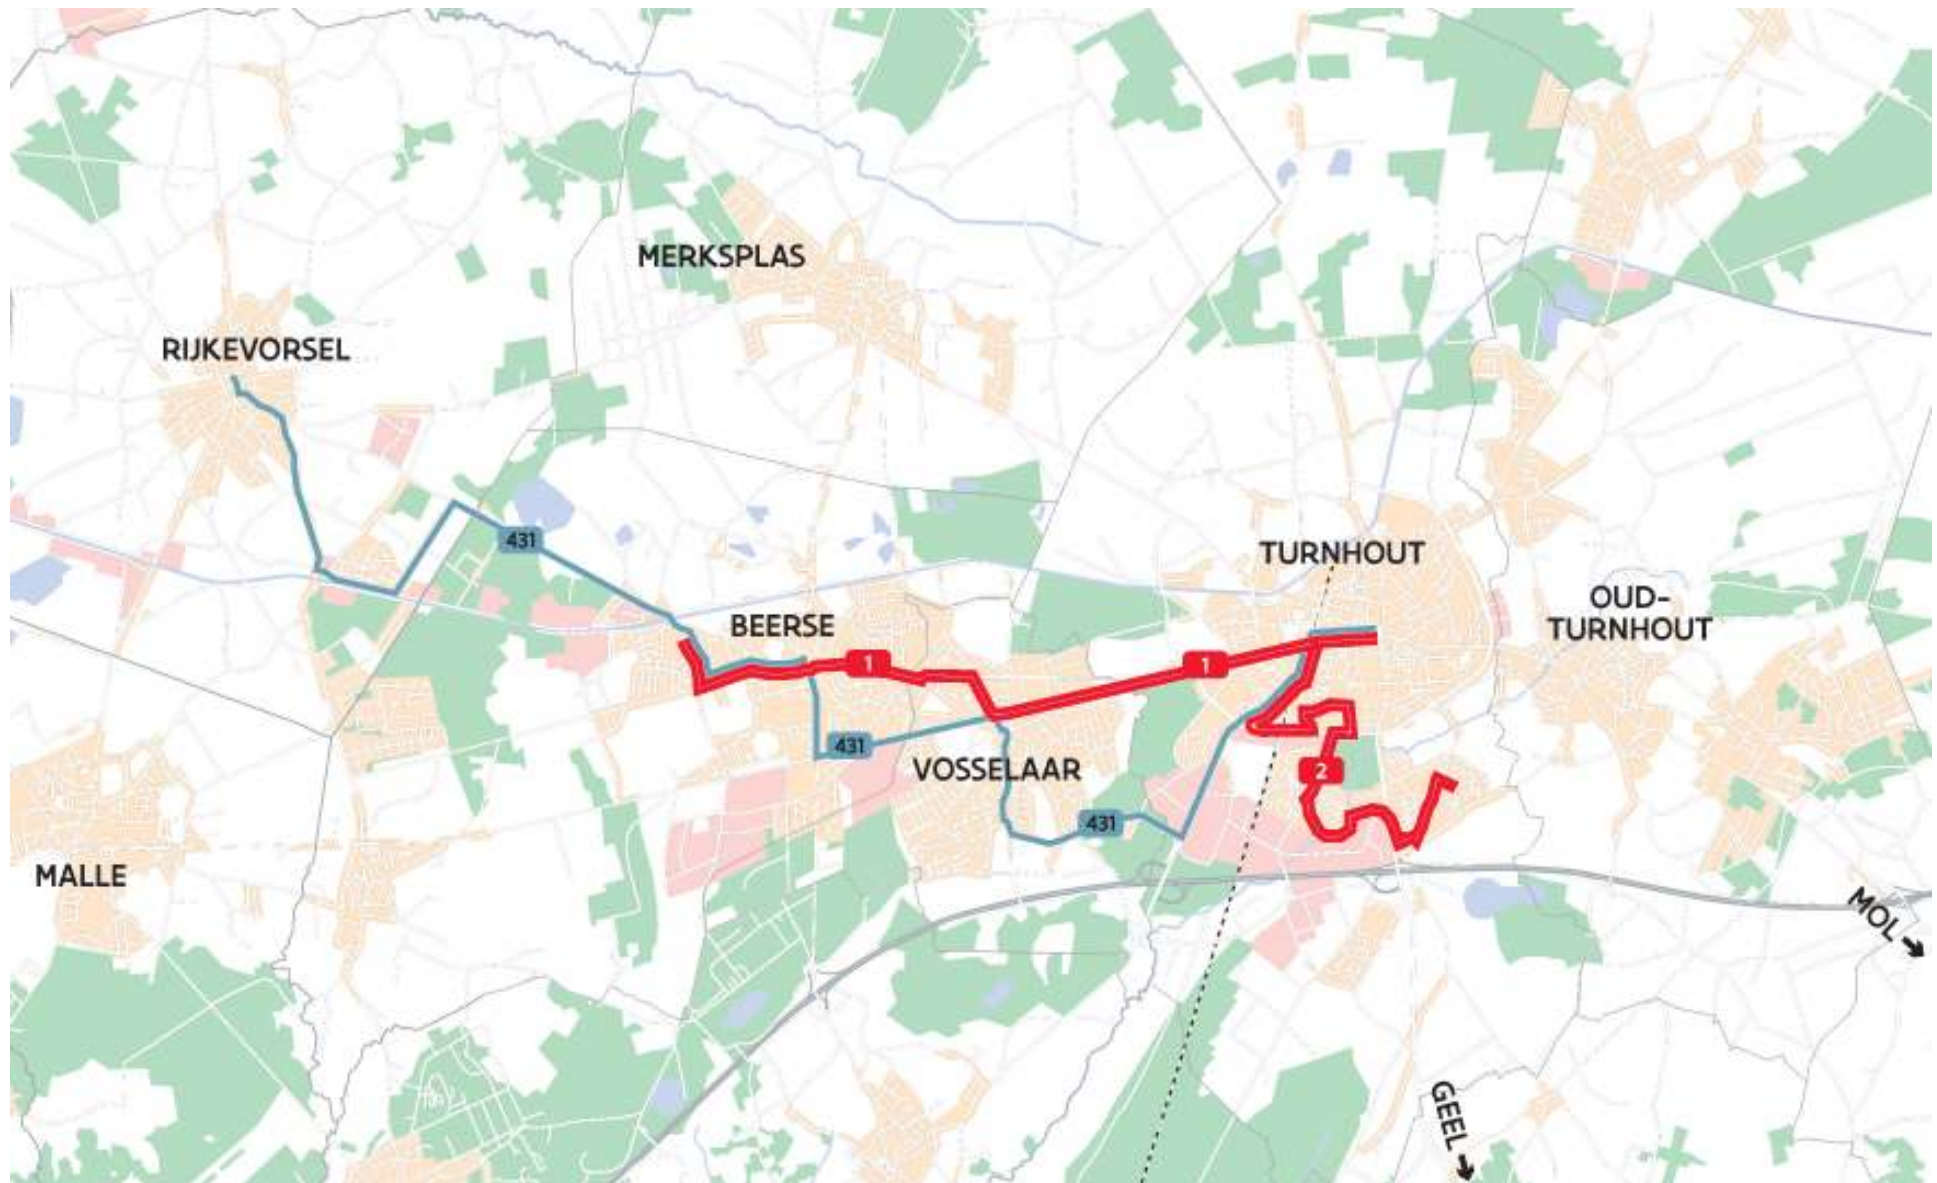 MERKSPLAS
RIJKEVORSEL
431
TURNHOUT
OUD-
TURNHOUT
BEERSE
1
1
431
VOSSELAAR
2
431
MALLE
MOL
GEEL